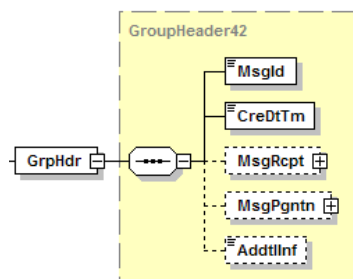 GroupHeader42
MsgId
CreDtTm
GrpHdr
MsgRcpt
MsgPgntn
AddtlInf